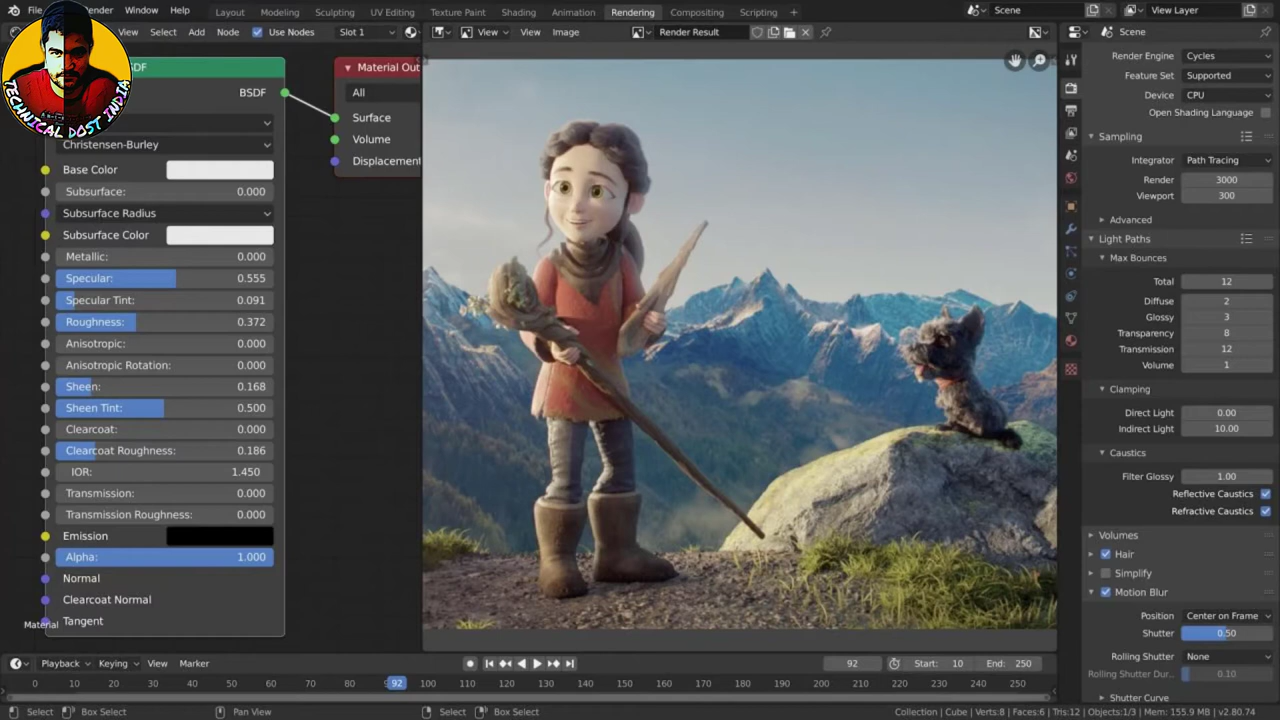 File Render Window Help Layout Modeling Sculpting UV Editing Texture Paint Shading Animation Rendering Compositing Scripting + Scene View Layer
View Select Add Node Use Nodes Slot 1 View View Image Render Result Scene
TECHNICAL DOST INDIA
BSDF
Christensen-Burley
Base Color
Subsurface: 0.000
Subsurface Radius
Subsurface Color
Metallic: 0.000
Specular: 0.555
Specular Tint: 0.091
Roughness: 0.372
Anisotropic: 0.000
Anisotropic Rotation: 0.000
Sheen: 0.168
Sheen Tint: 0.500
Clearcoat: 0.000
Clearcoat Roughness: 0.186
IOR: 1.450
Transmission: 0.000
Transmission Roughness: 0.000
Emission
Alpha: 1.000
Normal
Clearcoat Normal
Tangent
Material
Material Out
All
Surface
Volume
Displacement
Render Engine Cycles
Feature Set Supported
Device CPU
Open Shading Language
Sampling
Integrator Path Tracing
Render 3000
Viewport 300
Advanced
Light Paths
Max Bounces
Total 12
Diffuse 2
Glossy 3
Transparency 8
Transmission 12
Volume 1
Clamping
Direct Light 0.00
Indirect Light 10.00
Caustics
Filter Glossy 1.00
Reflective Caustics
Refractive Caustics
Volumes
Hair
Simplify
Motion Blur
Position Center on Frame
Shutter 0.50
Rolling Shutter None
Rolling Shutter Dur.. 0.10
Shutter Curve
Playback Keying View Marker 92 Start: 10 End: 250
0 10 20 30 40 50 60 70 80 92 100 110 120 130 140 150 160 170 180 190 200 210 220 230 240 250
Select Box Select Pan View Select Box Select Collection | Cube | Verts:8 | Faces:6 | Tris:12 | Objects:1/3 | Mem: 155.9 MB | v2.80.74